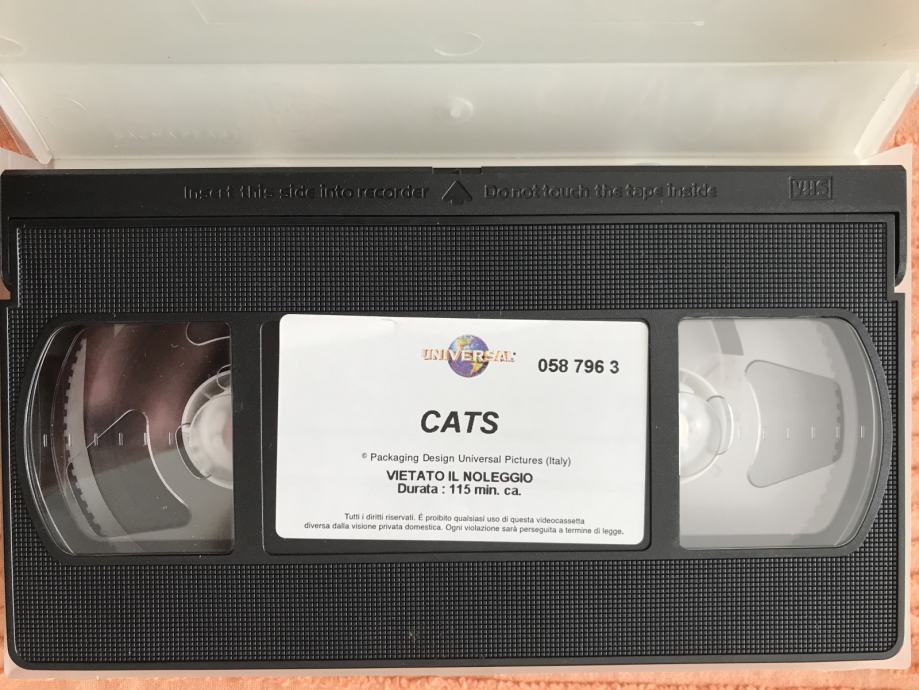 Insert this side into recorder Do not touch the tape inside VHS
UNIVERSAL
058 796 3
CATS
© Packaging Design Universal Pictures (Italy)
VIETATO IL NOLEGGIO
Durata : 115 min. ca.
Tutti i diritti riservati. É proibito qualsiasi uso di questa videocassetta
diversa dalla visione privata domestica. Ogni violazione sarà perseguita a termine di legge.